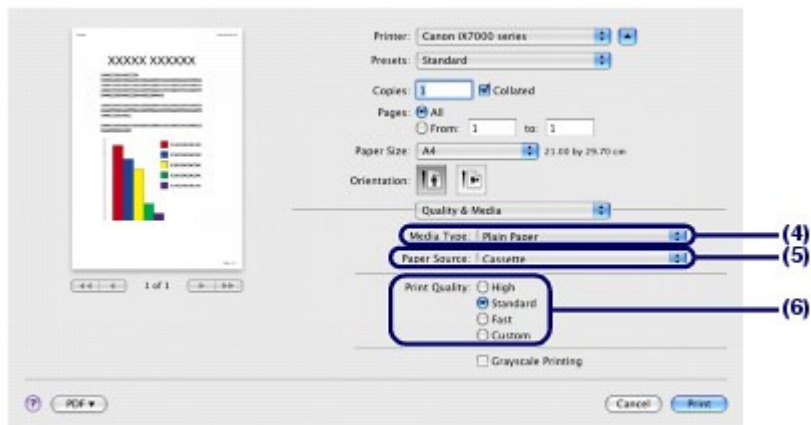 XXXXX XXXXXX
1 of 1
Printer: Canon iX7000 series
Presets: Standard
Copies: 1 Collated
Pages: All
From: 1 to: 1
Paper Size: A4 21.00 by 29.70 cm
Orientation:
Quality & Media
Media Type: Plain Paper (4)
Paper Source: Cassette (5)
Print Quality: High
Standard
Fast
Custom
(6)
Grayscale Printing
? PDF ▾ Cancel Print